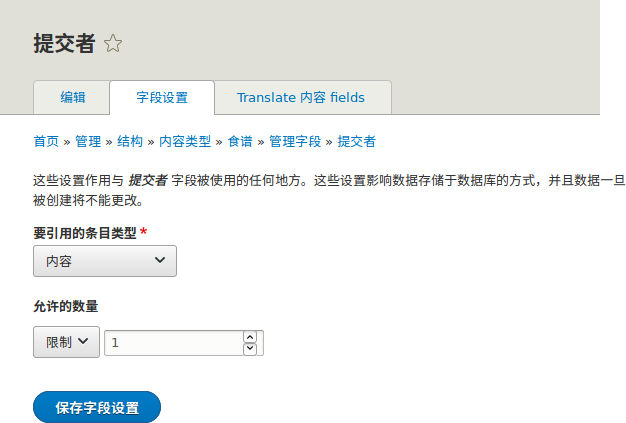 提交者
编辑 字段设置 Translate 内容 fields
首页 » 管理 » 结构 » 内容类型 » 食谱 » 管理字段 » 提交者
这些设置作用与 提交者 字段被使用的任何地方。这些设置影响数据存储于数据库的方式，并且数据一旦
被创建将不能更改。
要引用的条目类型 *
内容
允许的数量
限制 1
保存字段设置